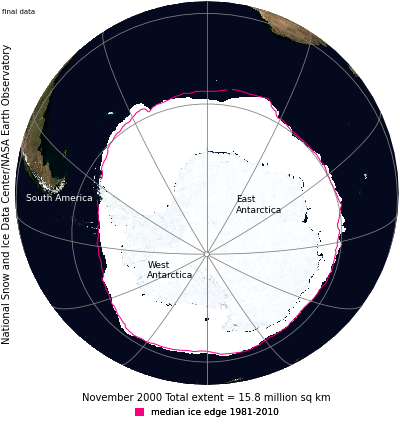 final data
National Snow and Ice Data Center/NASA Earth Observatory
South America
East
Antarctica
West
Antarctica
November 2000 Total extent = 15.8 million sq km
median ice edge 1981-2010